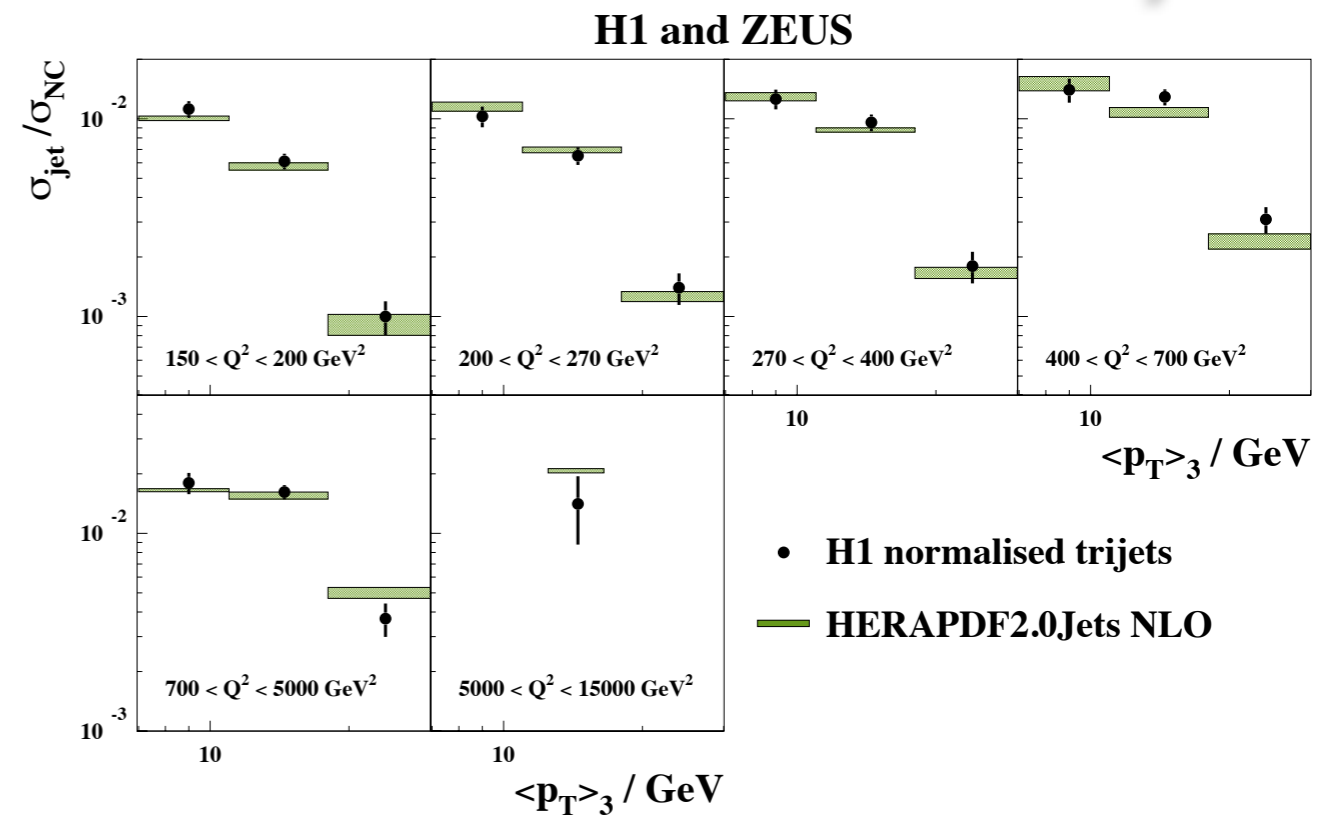 H1 and ZEUS
σjet /σNC
10 -2
10 -3
150 < Q2 < 200 GeV2
200 < Q2 < 270 GeV2
270 < Q2 < 400 GeV2
400 < Q2 < 700 GeV2
10
10
<pT>3 / GeV
10 -2
10 -3
700 < Q2 < 5000 GeV2
5000 < Q2 < 15000 GeV2
H1 normalised trijets
HERAPDF2.0Jets NLO
10
10
<pT>3 / GeV